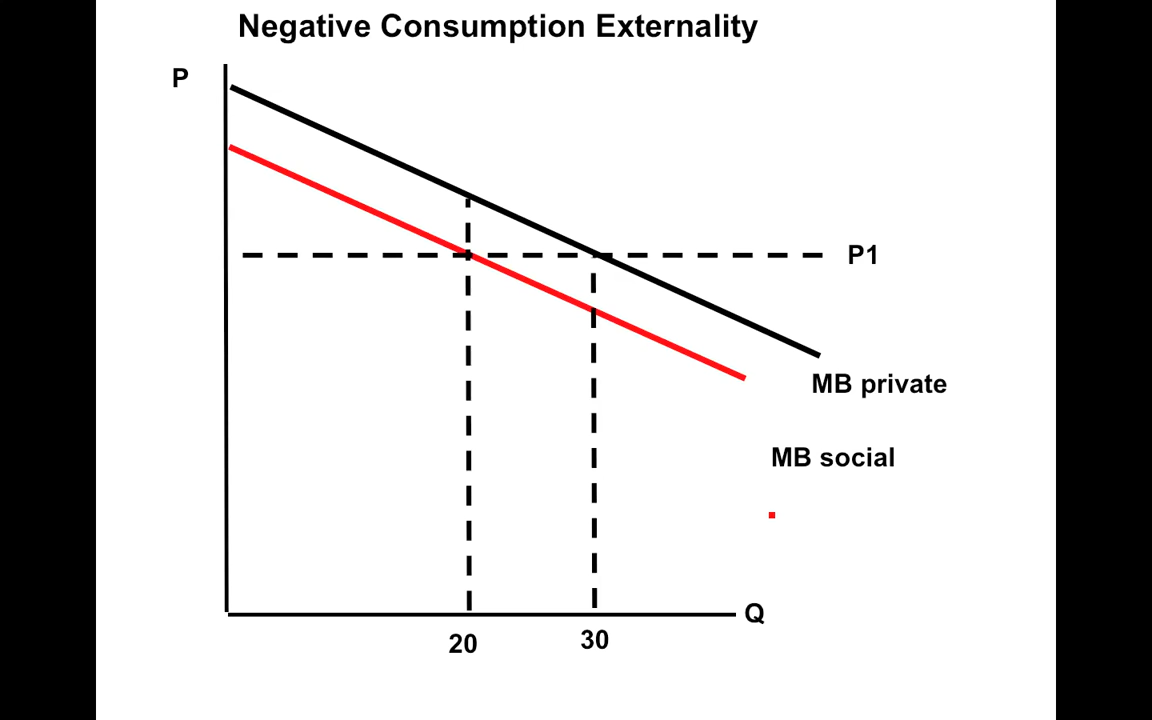 Negative Consumption Externality
P
P1
MB private
MB social
Q
20
30